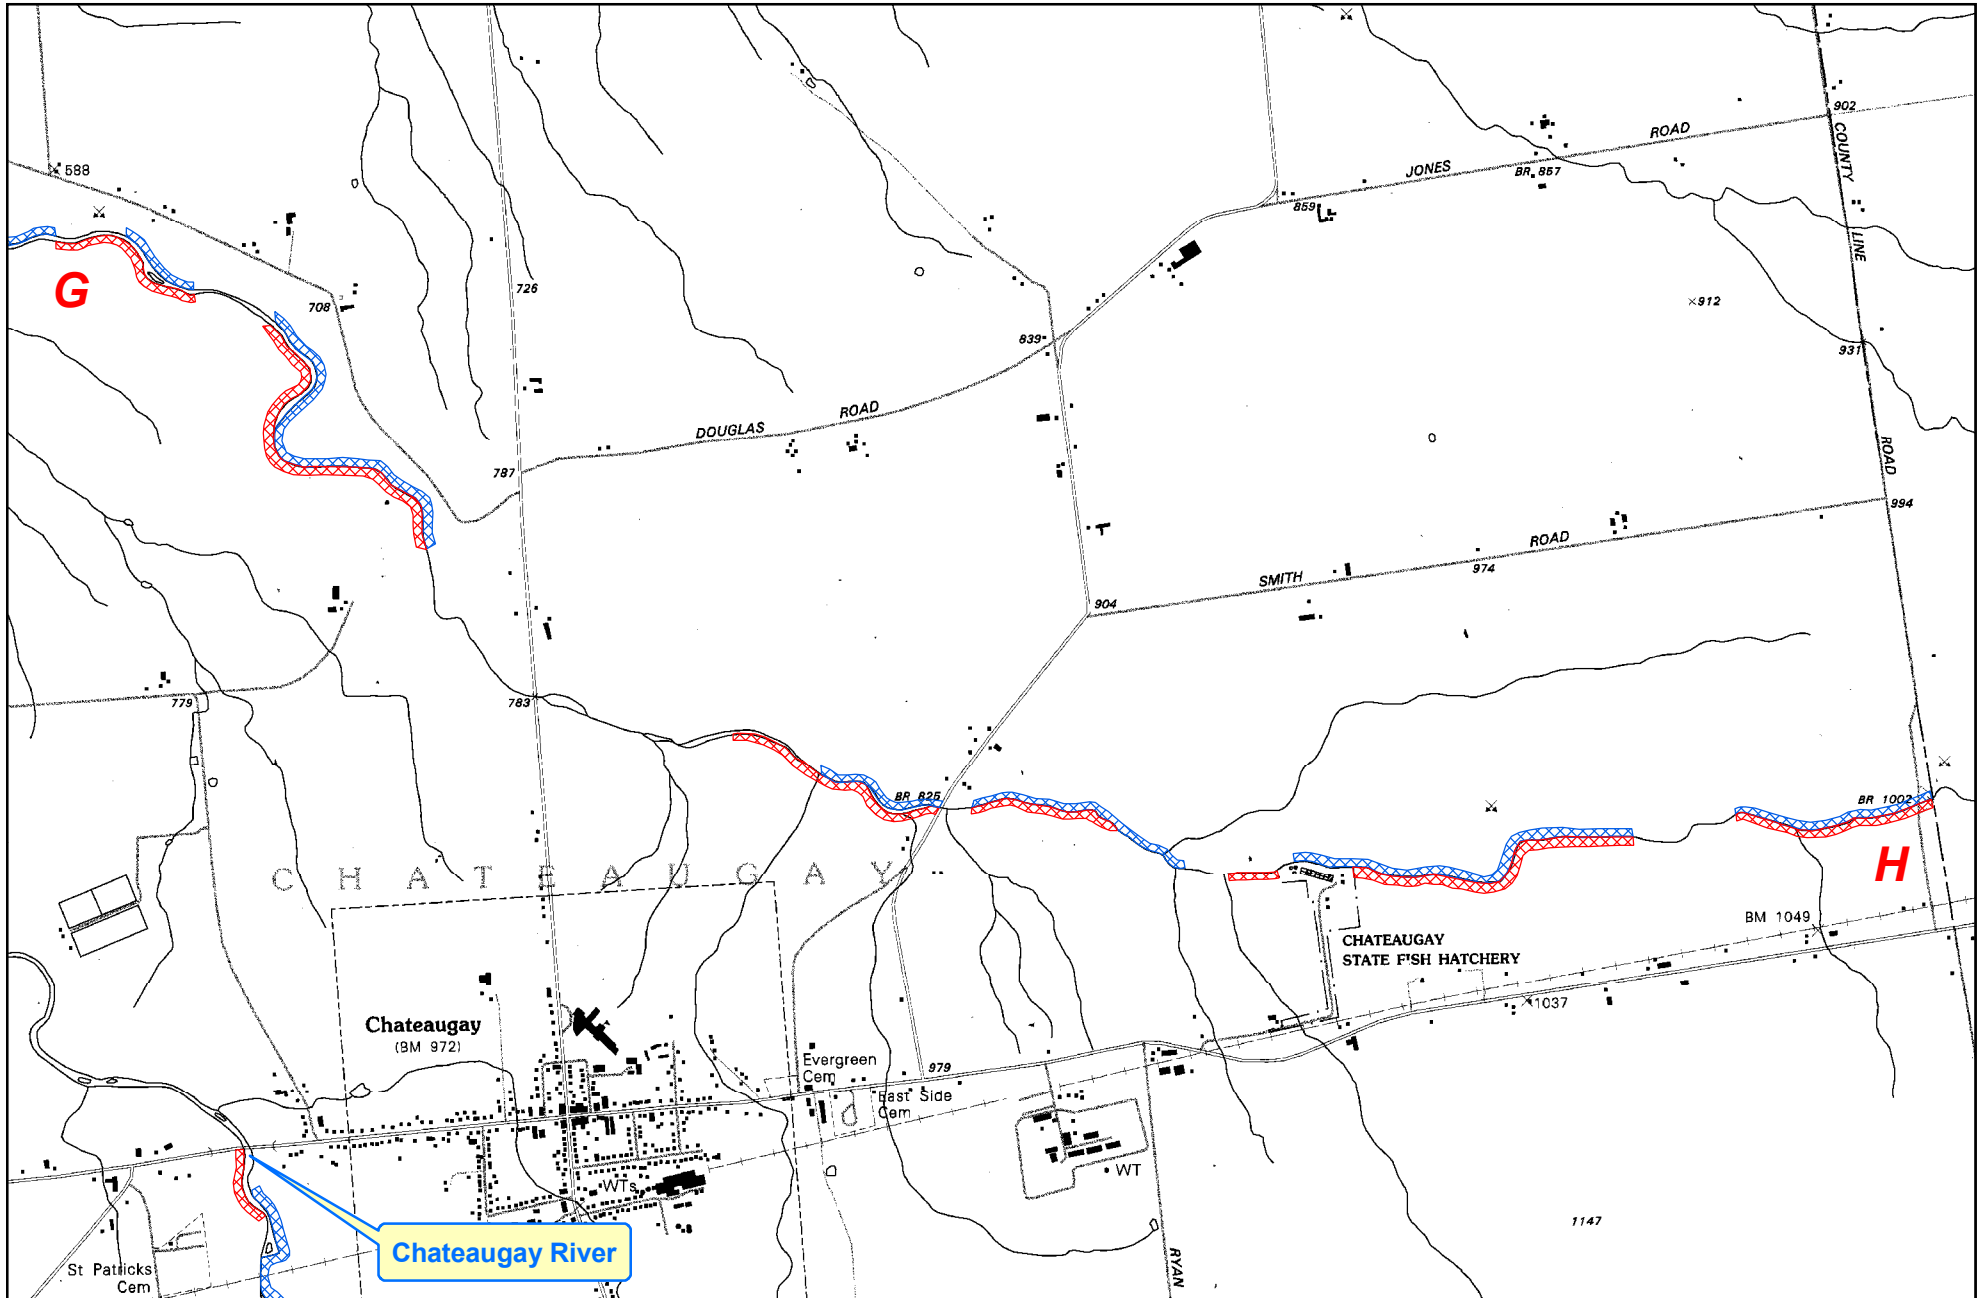 902
ROAD
JONES
BR 857
588
COUNTY
859
LINE
G
726
708
912
839
931
ROAD
DOUGLAS
787
ROAD
994
ROAD
974
SMITH
904
779
783
BR 825
BR 1002
CHATEAUGAY
H
BM 1049
CHATEAUGAY
STATE FISH HATCHERY
1037
Chateaugay
(BM 972)
Evergreen
Cem
979
East Side
Cem
WT
WTs
1147
Chateaugay River
RYAN
St Patricks
Cem